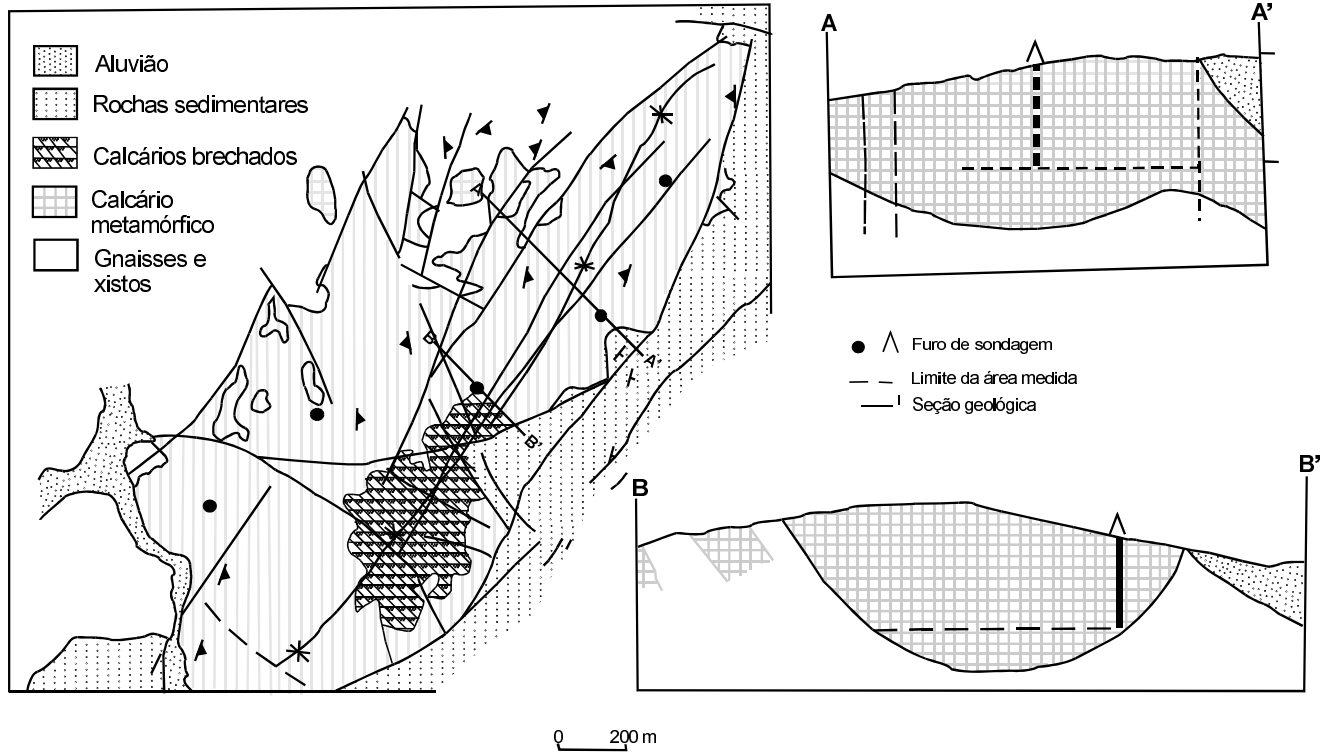 Aluvião
Rochas sedimentares
Calcários brechados
Calcário
metamórfico
Gnaisses e
xistos
A
A'
B
B'
A
A’
Furo de sondagem
Limite da área medida
Seção geológica
B
B’
0 200 m